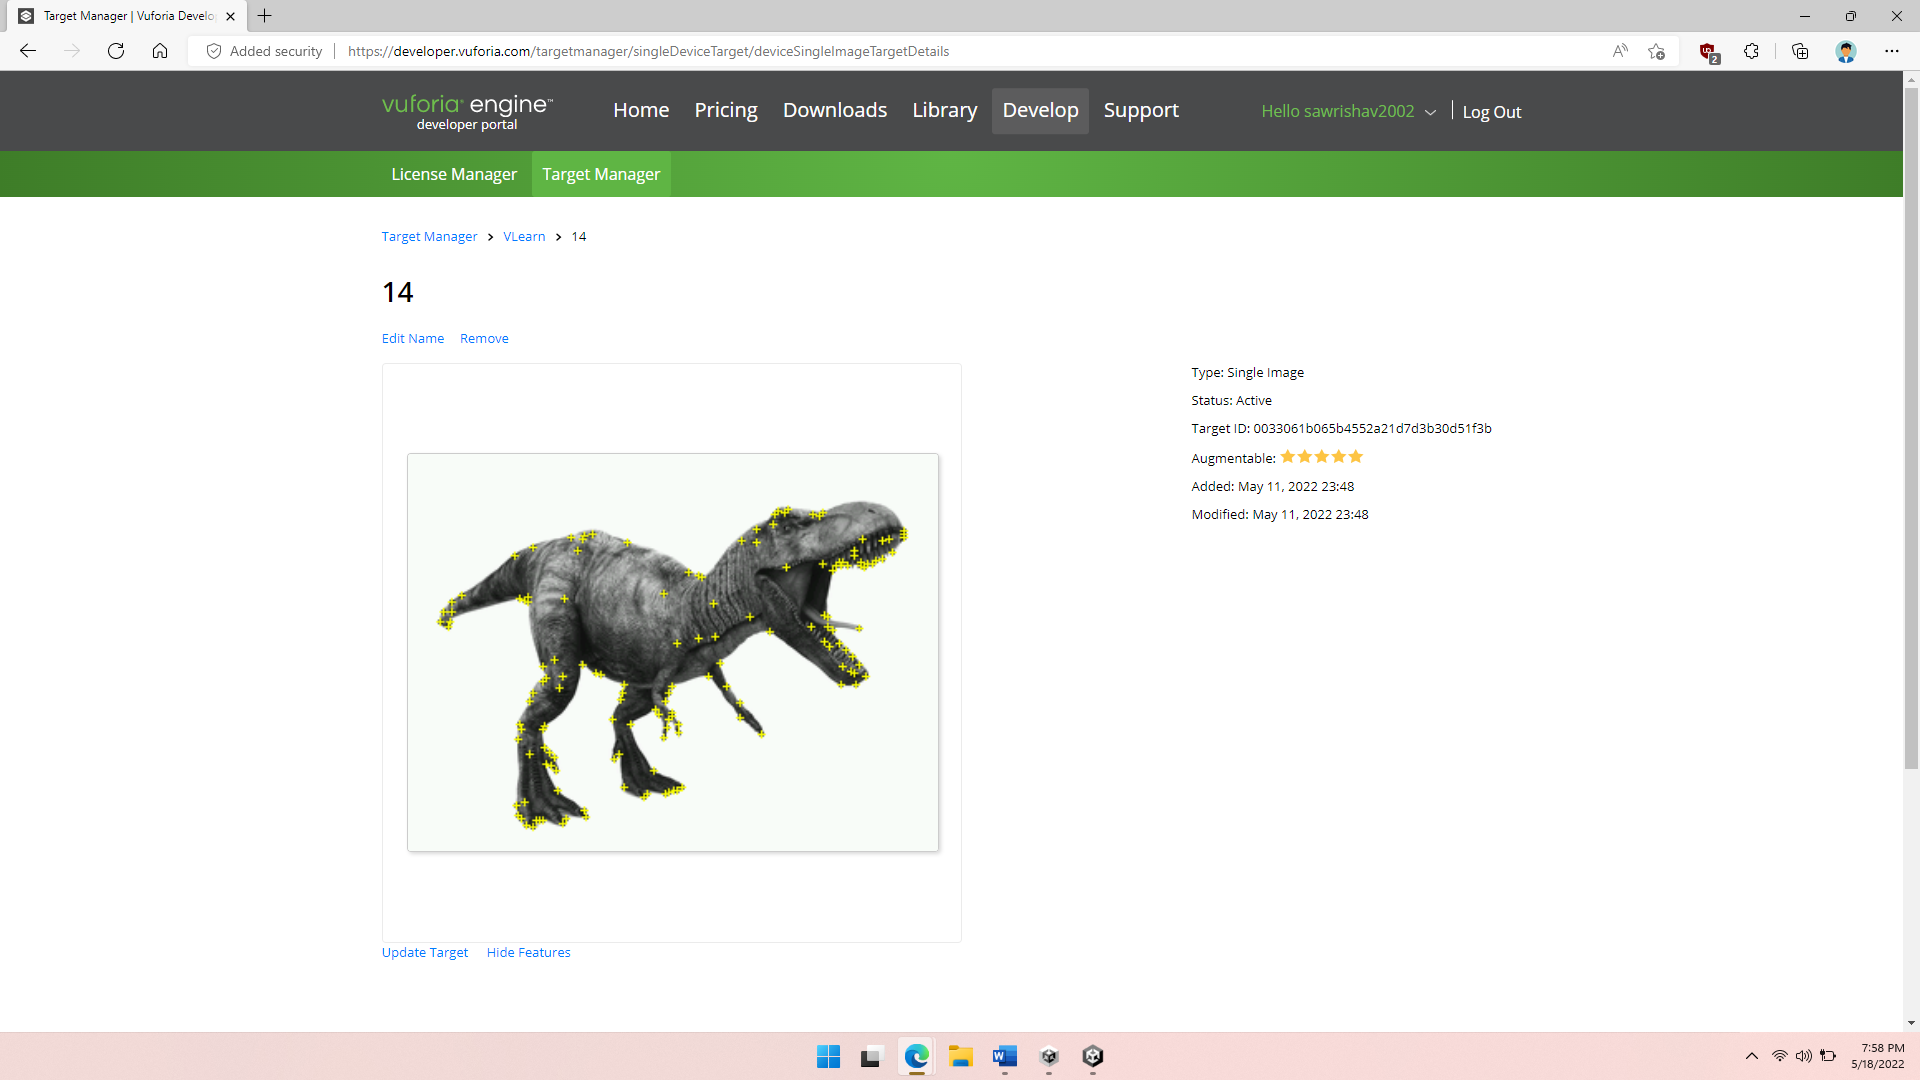 Target Manager | Vuforia Develo
Added security
https://developer.vuforia.com/targetmanager/singleDeviceTarget/deviceSingleImageTargetDetails
2
vuforia® engine™
developer portal
Home Pricing Downloads Library Develop Support
Hello sawrishav2002
Log Out
License Manager Target Manager
Target Manager > VLearn > 14
14
Edit Name Remove
Type: Single Image
Status: Active
Target ID: 0033061b065b4552a21d7d3b30d51f3b
Augmentable:
Added: May 11, 2022 23:48
Modified: May 11, 2022 23:48
Update Target Hide Features
7:58 PM
5/18/2022